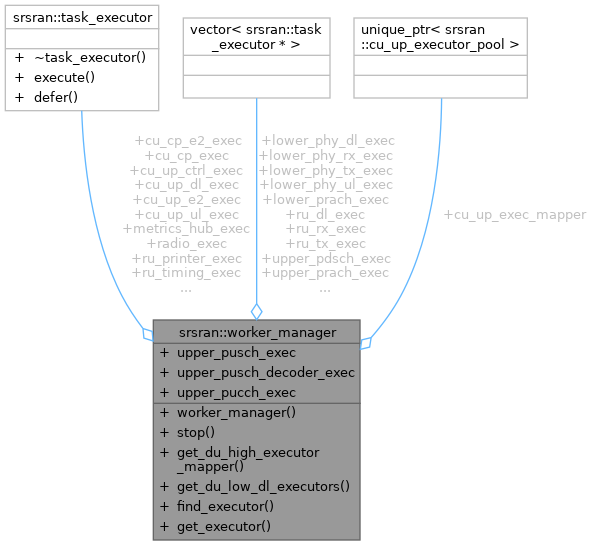 srsran::task_executor
+ ~task_executor()
+ execute()
+ defer()
vector< srsran::task
_executor * >
unique_ptr< srsran
::cu_up_executor_pool >
+cu_cp_e2_exec
+cu_cp_exec
+cu_up_ctrl_exec
+cu_up_dl_exec
+cu_up_e2_exec
+cu_up_ul_exec
+metrics_hub_exec
+radio_exec
+ru_printer_exec
+ru_timing_exec
...
+lower_phy_dl_exec
+lower_phy_rx_exec
+lower_phy_tx_exec
+lower_phy_ul_exec
+lower_prach_exec
+ru_dl_exec
+ru_rx_exec
+ru_tx_exec
+upper_pdsch_exec
+upper_prach_exec
...
+cu_up_exec_mapper
srsran::worker_manager
+ upper_pusch_exec
+ upper_pusch_decoder_exec
+ upper_pucch_exec
+ worker_manager()
+ stop()
+ get_du_high_executor
_mapper()
+ get_du_low_dl_executors()
+ find_executor()
+ get_executor()